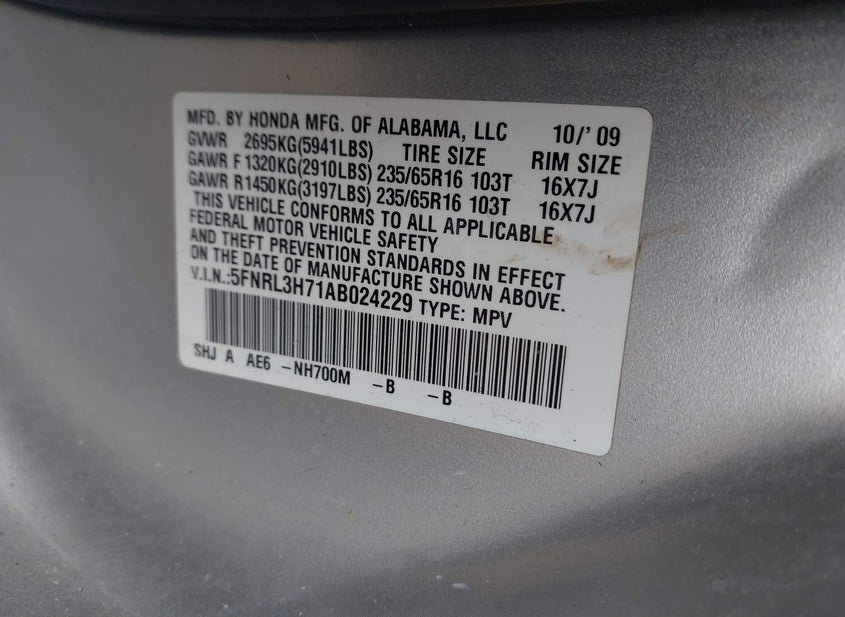 MFD. BY HONDA MFG. OF ALABAMA, LLC 10/'09
GVWR 2695KG(5941LBS) TIRE SIZE RIM SIZE
GAWR F1320KG(2910LBS) 235/65R16 103T 16X7J
GAWR R1450KG(3197LBS) 235/65R16 103T 16X7J
THIS VEHICLE CONFORMS TO ALL APPLICABLE
FEDERAL MOTOR VEHICLE SAFETY
AND THEFT PREVENTION STANDARDS IN EFFECT
ON THE DATE OF MANUFACTURE SHOWN ABOVE.
V.I.N.:5FNRL3H71AB024229 TYPE: MPV
SHJ A AE6 -NH700M -B -B